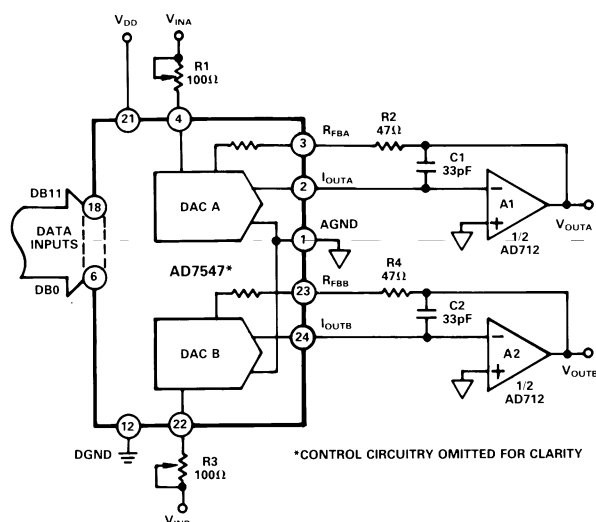 VDD
VINA
R1
100Ω
21
4
3
RFBA
R2
47Ω
C1
33pF
DB11
18
DAC A
2
IOUTA
A1
VOUTA
1/2
AD712
DATA
INPUTS
AGND
1
AD7547*
DB0
6
23
RFBB
R4
47Ω
C2
33pF
24
IOUTB
DAC B
A2
VOUTB
1/2
AD712
12
22
DGND
R3
100Ω
*CONTROL CIRCUITRY OMITTED FOR CLARITY